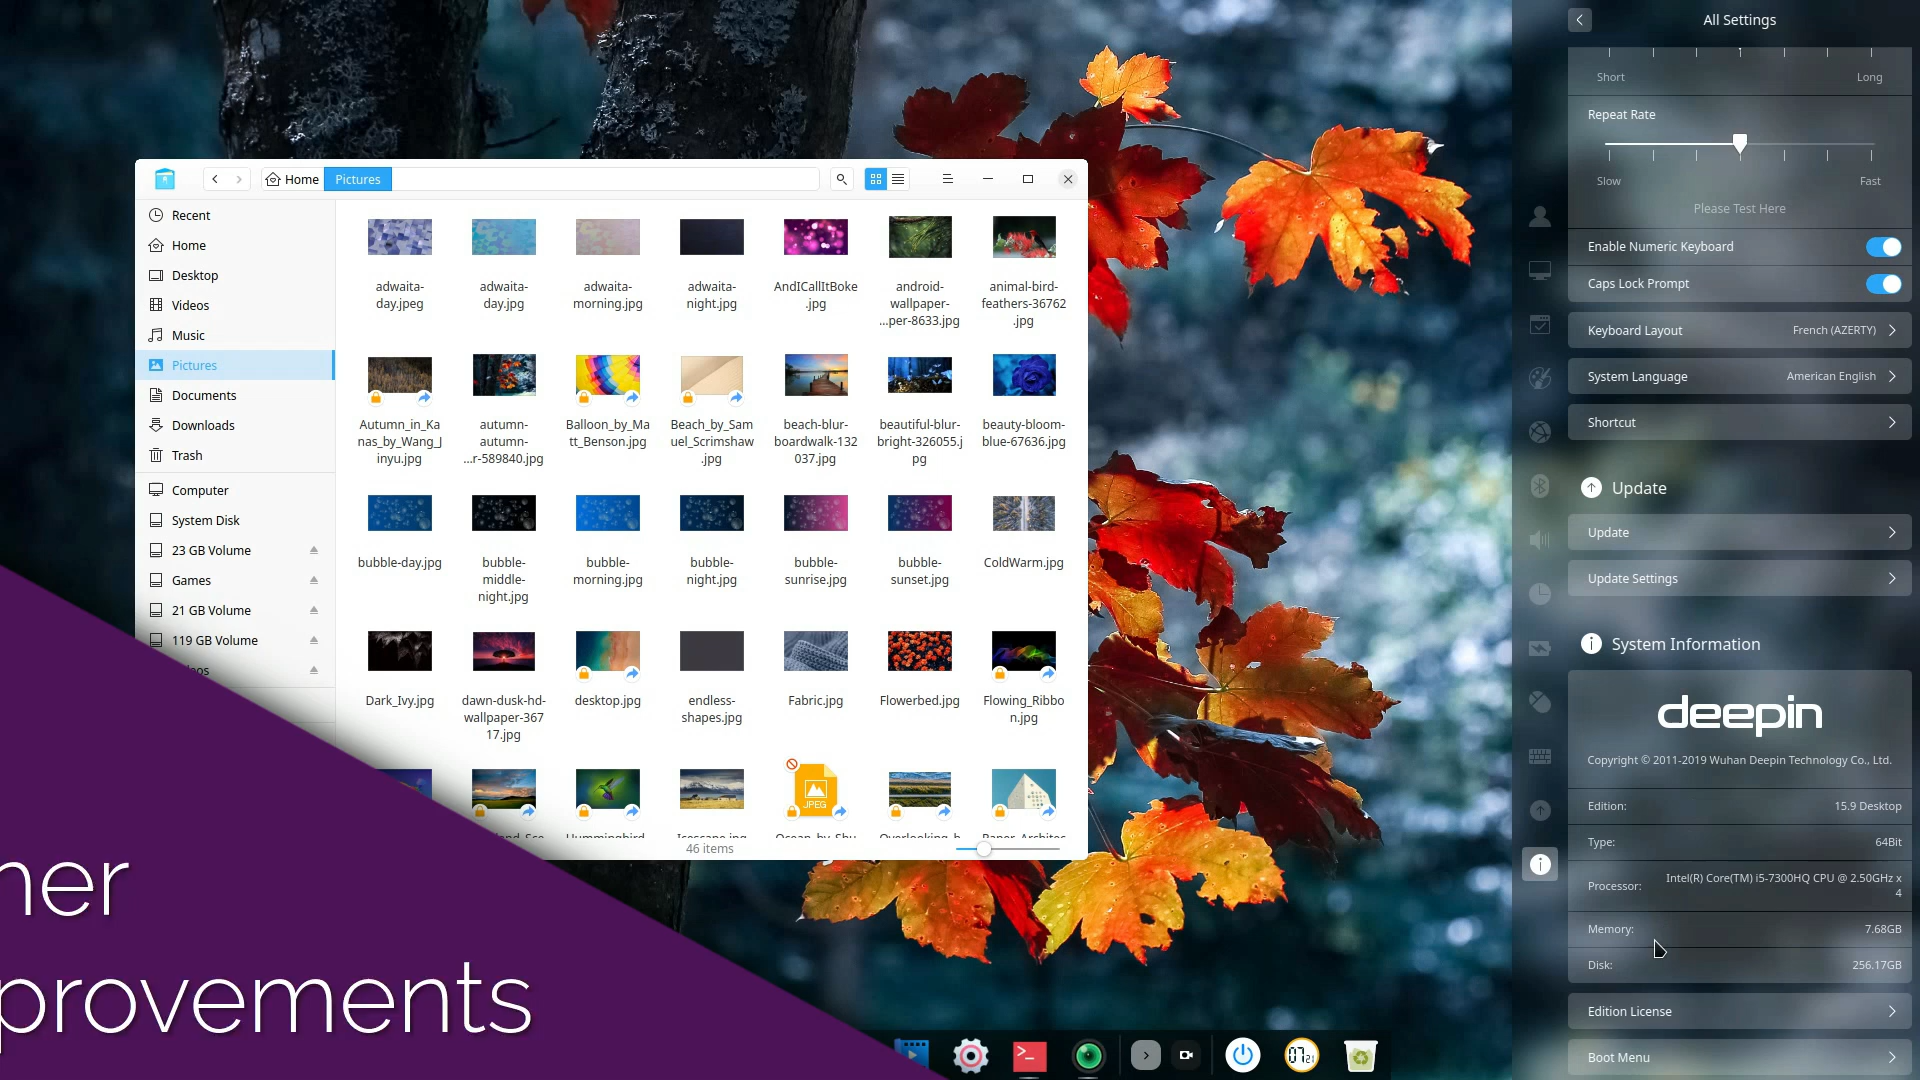 All Settings
Short Long
Repeat Rate
Slow Fast
Please Test Here
Enable Numeric Keyboard
Caps Lock Prompt
Keyboard Layout French (AZERTY)
System Language American English
Shortcut
Update
Update
Update Settings
System Information
deepin
Copyright © 2011-2019 Wuhan Deepin Technology Co., Ltd.
Edition: 15.9 Desktop
Type: 64Bit
Processor: Intel(R) Core(TM) i5-7300HQ CPU @ 2.50GHz x
4
Memory: 7.68GB
Disk: 256.17GB
Edition License
Boot Menu
Home Pictures
Recent
Home
Desktop
Videos
Music
Pictures
Documents
Downloads
Trash
Computer
System Disk
23 GB Volume
Games
21 GB Volume
119 GB Volume
adwaita-
day.jpeg
adwaita-
day.jpg
adwaita-
morning.jpg
adwaita-
night.jpg
AndICallItBoke
.jpg
android-
wallpaper-
...per-8633.jpg
animal-bird-
feathers-36762
.jpg
Autumn_in_Ka
nas_by_Wang_J
inyu.jpg
autumn-
autumn-
...r-589840.jpg
Balloon_by_Ma
tt_Benson.jpg
Beach_by_Sam
uel_Scrimshaw
.jpg
beach-blur-
boardwalk-132
037.jpg
beautiful-blur-
bright-326055.j
pg
beauty-bloom-
blue-67636.jpg
bubble-day.jpg
bubble-
middle-
night.jpg
bubble-
morning.jpg
bubble-
night.jpg
bubble-
sunrise.jpg
bubble-
sunset.jpg
ColdWarm.jpg
Dark_Ivy.jpg
dawn-dusk-hd-
wallpaper-367
17.jpg
desktop.jpg
endless-
shapes.jpg
Fabric.jpg
Flowerbed.jpg
Flowing_Ribbo
n.jpg
JPEG
46 items
ner
provements
07 21